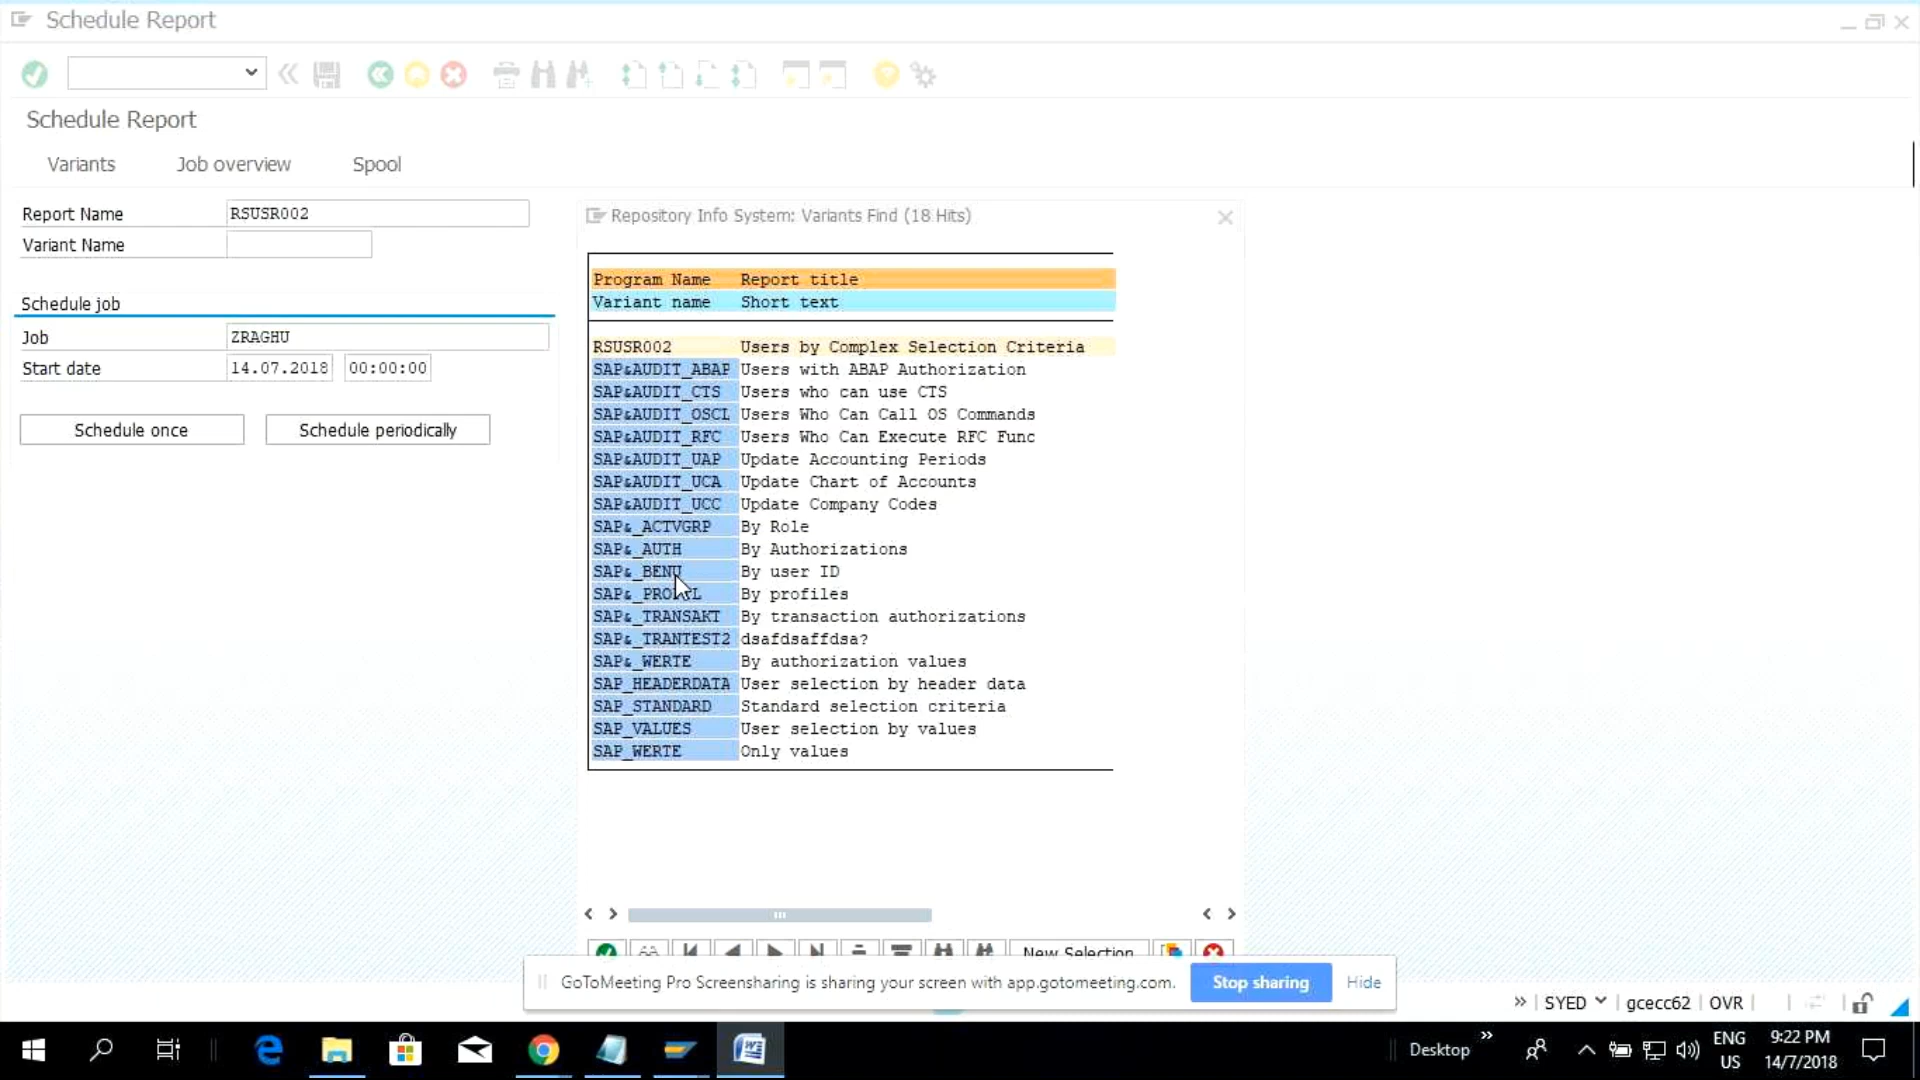 Schedule Report
Schedule Report
Variants Job overview Spool
Report Name RSUSR002
Variant Name
Schedule job
Job ZRAGHU
Start date 14.07.2018 00:00:00
Schedule once Schedule periodically
Repository Info System: Variants Find (18 Hits)
Program Name Report title
Variant name Short text
RSUSR002 Users by Complex Selection Criteria
SAP&AUDIT_ABAP Users with ABAP Authorization
SAP&AUDIT_CTS Users who can use CTS
SAP&AUDIT_OSCL Users Who Can Call OS Commands
SAP&AUDIT_RFC Users Who Can Execute RFC Func
SAP&AUDIT_UAP Update Accounting Periods
SAP&AUDIT_UCA Update Chart of Accounts
SAP&AUDIT_UCC Update Company Codes
SAP&_ACTVGRP By Role
SAP&_AUTH By Authorizations
SAP&_BENU By user ID
By profiles
SAP&_TRANSAKT By transaction authorizations
SAP&_TRANTEST2 dsafdsaffdsa?
SAP&_WERTE By authorization values
SAP_HEADERDATA User selection by header data
SAP_STANDARD Standard selection criteria
SAP_VALUES User selection by values
SAP_WERTE Only values
New Selection
GoToMeeting Pro Screensharing is sharing your screen with app.gotomeeting.com. Stop sharing Hide
SYED gcecc62 OVR
Desktop
ENG
US
9:22 PM
14/7/2018